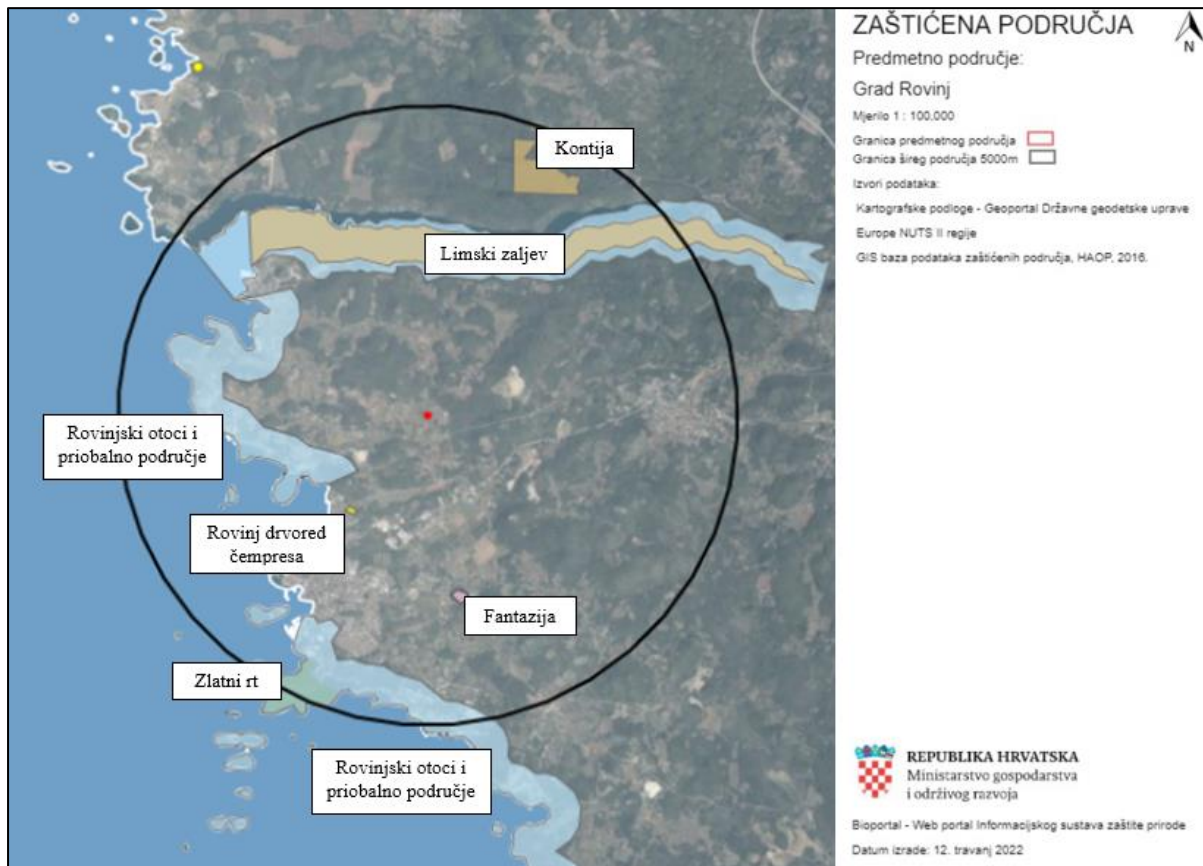 Kontija
Limski zaljev
Rovinjski otoci i
priobalno područje
Rovinj drvored
čempresa
Fantazija
Zlatni rt
Rovinjski otoci i
priobalno područje
ZAŠTIĆENA PODRUČJA
N
Predmetno područje:
Grad Rovinj
Mjerilo 1 : 100.000
Granica predmetnog područja
Granica šireg područja 5000m
Izvori podataka:
Kartografske podloge - Geoportal Državne geodetske uprave
Europe NUTS II regije
GIS baza podataka zaštićenih područja, HAOP, 2016.
REPUBLIKA HRVATSKA
Ministarstvo gospodarstva
i održivog razvoja
Bioportal - Web portal Informacijskog sustava zaštite prirode
Datum izrade: 12. travanj 2022